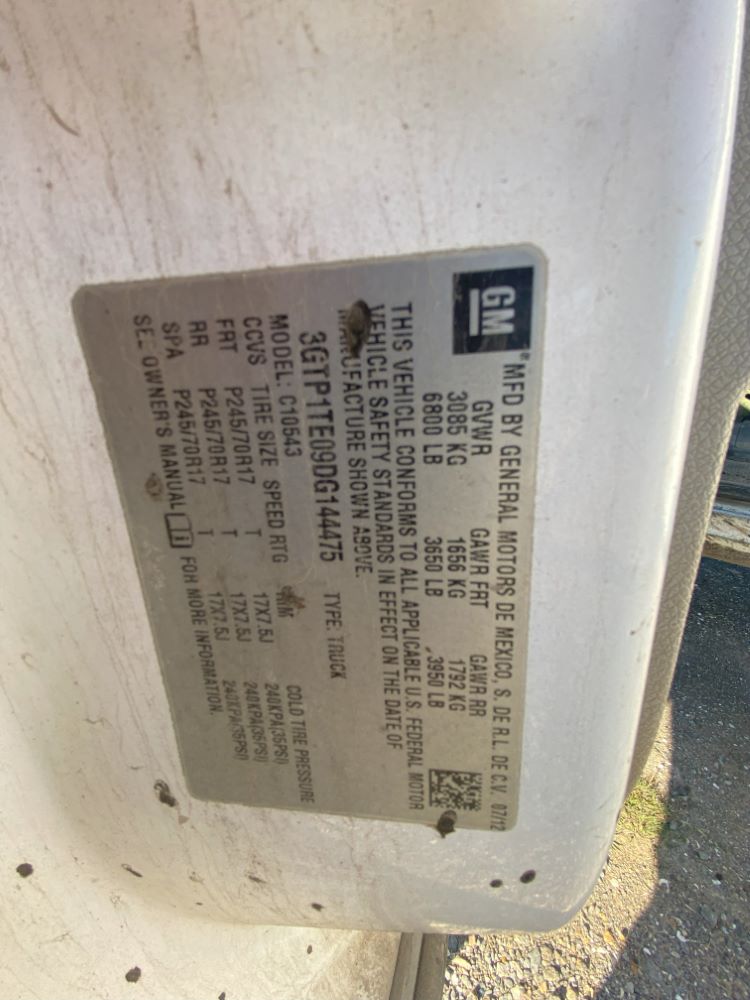 GM
® MFD BY GENERAL MOTORS DE MEXICO, S. DE R.L. DE C.V. 07/12
GVWR GAWR FRT GAWR RR
3085 KG 1656 KG 1792 KG
6800 LB 3650 LB 3950 LB
THIS VEHICLE CONFORMS TO ALL APPLICABLE U.S. FEDERAL MOTOR
VEHICLE SAFETY STANDARDS IN EFFECT ON THE DATE OF
MANUFACTURE SHOWN ABOVE.
3GTP1TE09DG144475 TYPE: TRUCK
MODEL: C10543
CCVS TIRE SIZE SPEED RTG RIM COLD TIRE PRESSURE
FRT P245/70R17 T 17X7.5J 240KPA(35PSI)
RR P245/70R17 T 17X7.5J 240KPA(35PSI)
SPA P245/70R17 T 17X7.5J 240KPA(35PSI)
SEE OWNER'S MANUAL FOR MORE INFORMATION.